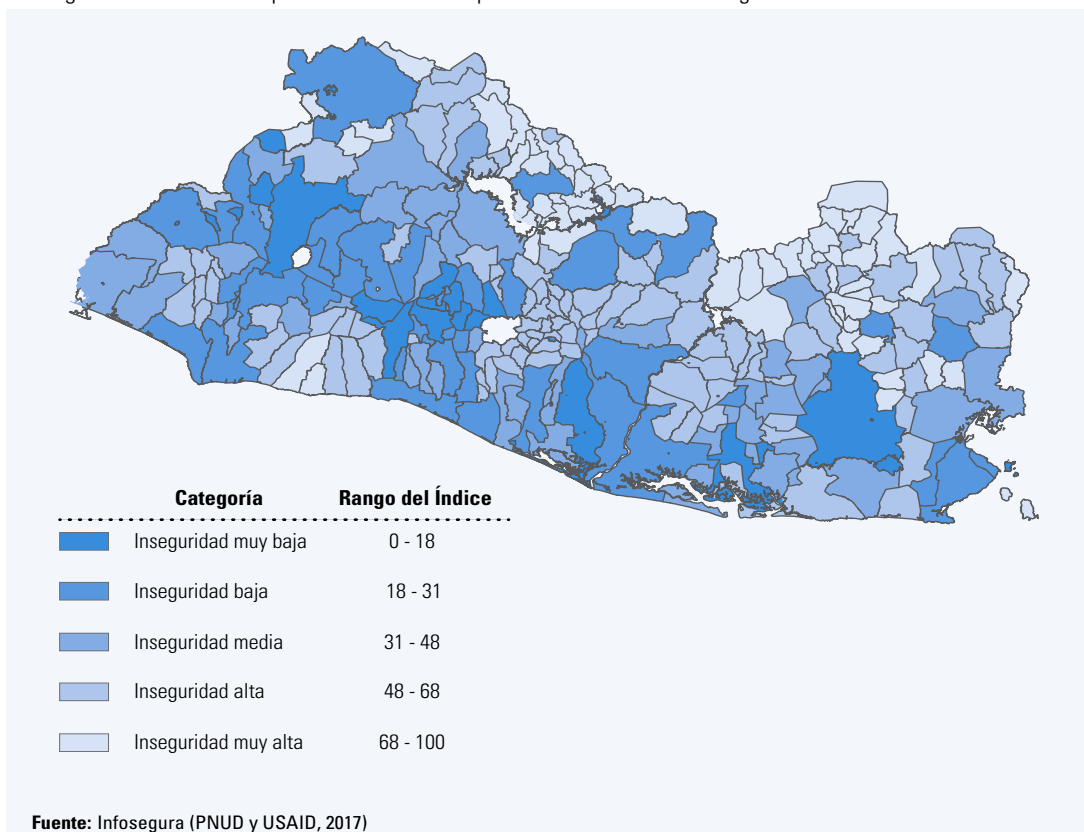 Categoría Rango del Índice
Inseguridad muy baja 0 - 18
Inseguridad baja 18 - 31
Inseguridad media 31 - 48
Inseguridad alta 48 - 68
Inseguridad muy alta 68 - 100
Fuente: Infosegura (PNUD y USAID, 2017)